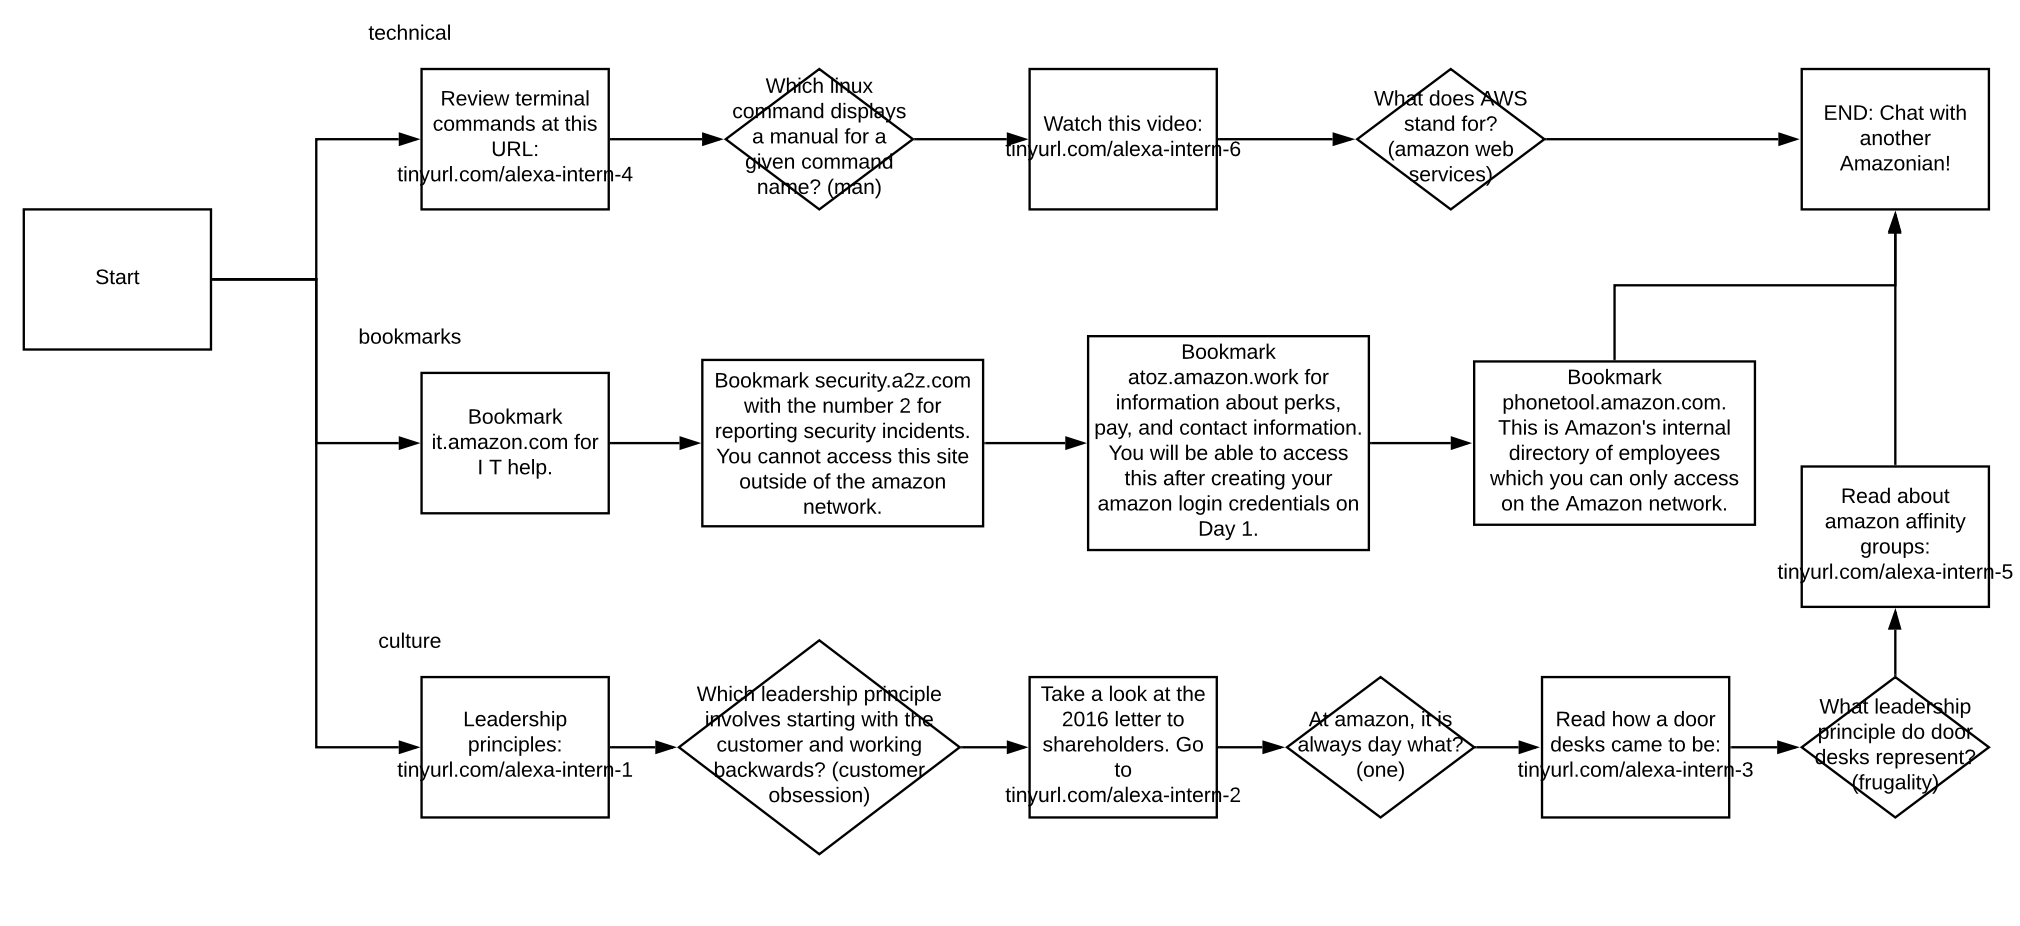 technical
Review terminal
commands at this
URL:
tinyurl.com/alexa-intern-4
Which linux
command displays
a manual for a
given command
name? (man)
Watch this video:
tinyurl.com/alexa-intern-6
What does AWS
stand for?
(amazon web
services)
END: Chat with
another
Amazonian!
Start
bookmarks
Bookmark
it.amazon.com for
I T help.
Bookmark security.a2z.com
with the number 2 for
reporting security incidents.
You cannot access this site
outside of the amazon
network.
Bookmark
atoz.amazon.work for
information about perks,
pay, and contact information.
You will be able to access
this after creating your
amazon login credentials on
Day 1.
Bookmark
phonetool.amazon.com.
This is Amazon's internal
directory of employees
which you can only access
on the Amazon network.
Read about
amazon affinity
groups:
tinyurl.com/alexa-intern-5
culture
Leadership
principles:
tinyurl.com/alexa-intern-1
Which leadership principle
involves starting with the
customer and working
backwards? (customer
obsession)
Take a look at the
2016 letter to
shareholders. Go
to
tinyurl.com/alexa-intern-2
At amazon, it is
always day what?
(one)
Read how a door
desks came to be:
tinyurl.com/alexa-intern-3
What leadership
principle do door
desks represent?
(frugality)